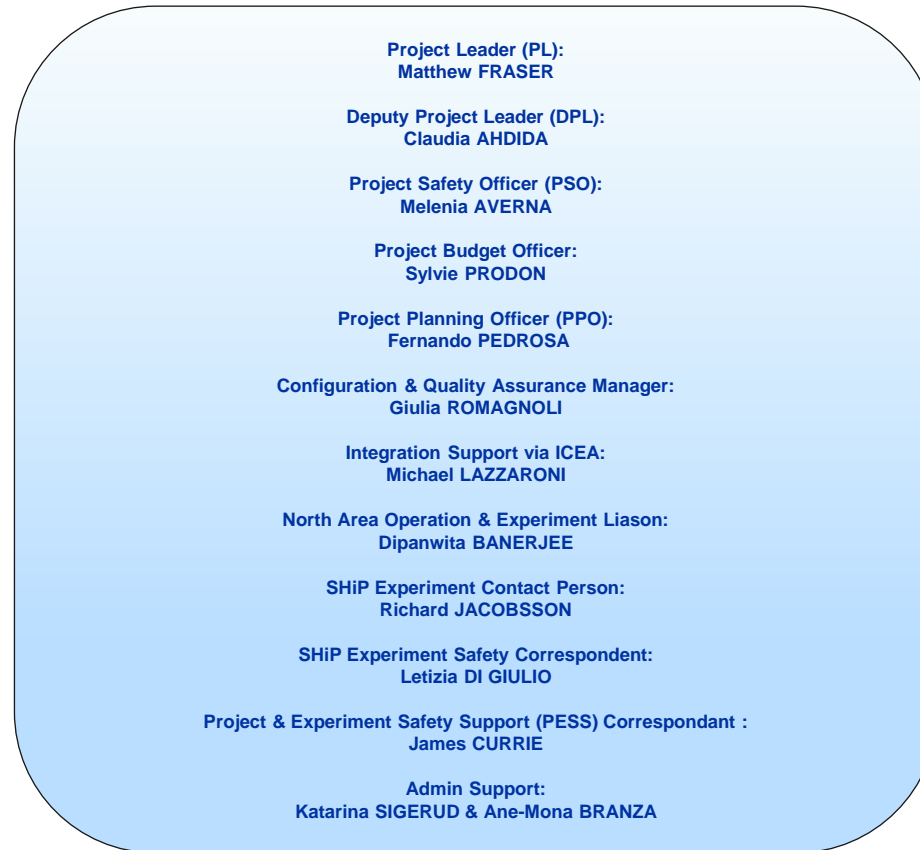 Project Leader (PL):
Matthew FRASER
Deputy Project Leader (DPL):
Claudia AHDIDA
Project Safety Officer (PSO):
Melenia AVERNA
Project Budget Officer:
Sylvie PRODON
Project Planning Officer (PPO):
Fernando PEDROSA
Configuration & Quality Assurance Manager:
Giulia ROMAGNOLI
Integration Support via ICEA:
Michael LAZZARONI
North Area Operation & Experiment Liason:
Dipanwita BANERJEE
SHiP Experiment Contact Person:
Richard JACOBSSON
SHiP Experiment Safety Correspondent:
Letizia DI GIULIO
Project & Experiment Safety Support (PESS) Correspondant :
James CURRIE
Admin Support:
Katarina SIGERUD & Ane-Mona BRANZA